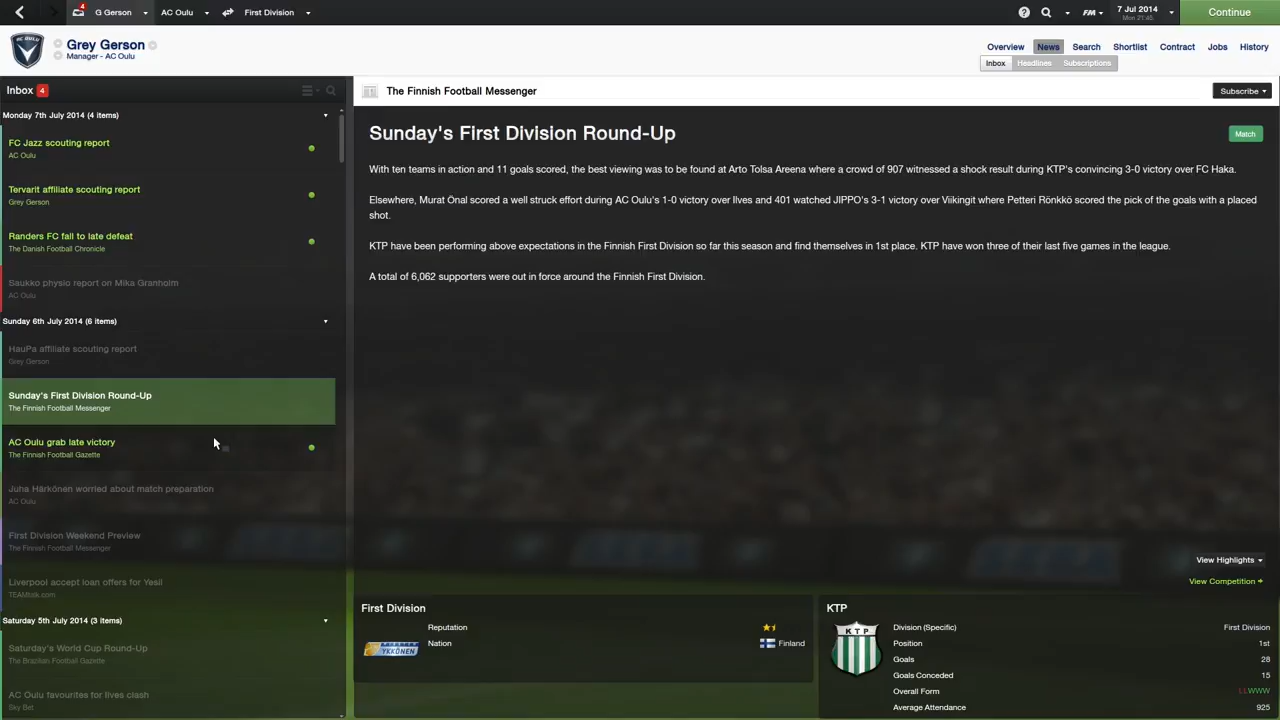 4
G Gerson
AC Oulu
First Division
FM
7 Jul 2014
Mon 21:45
Continue
AC OULU
Grey Gerson
Manager - AC Oulu
Overview
News
Search
Shortlist
Contract
Jobs
History
Inbox
Headlines
Subscriptions
Inbox 4
Monday 7th July 2014 (4 items)
FC Jazz scouting report
AC Oulu
Tervarit affiliate scouting report
Grey Gerson
Randers FC fall to late defeat
The Danish Football Chronicle
Saukko physio report on Mika Granholm
AC Oulu
Sunday 6th July 2014 (6 items)
HauPa affiliate scouting report
Grey Gerson
Sunday's First Division Round-Up
The Finnish Football Messenger
AC Oulu grab late victory
The Finnish Football Gazette
Juha Härkönen worried about match preparation
AC Oulu
First Division Weekend Preview
The Finnish Football Messenger
Liverpool accept loan offers for Yesil
TEAMtalk.com
Saturday 5th July 2014 (3 items)
Saturday's World Cup Round-Up
The Brazilian Football Gazette
AC Oulu favourites for Ilves clash
Sky Bet
The Finnish Football Messenger
Subscribe
Sunday's First Division Round-Up
Match
With ten teams in action and 11 goals scored, the best viewing was to be found at Arto Tolsa Areena where a crowd of 907 witnessed a shock result during KTP's convincing 3-0 victory over FC Haka.
Elsewhere, Murat Önal scored a well struck effort during AC Oulu's 1-0 victory over Ilves and 401 watched JIPPO's 3-1 victory over Viikingit where Petteri Rönkkö scored the pick of the goals with a placed
shot.
KTP have been performing above expectations in the Finnish First Division so far this season and find themselves in 1st place. KTP have won three of their last five games in the league.
A total of 6,062 supporters were out in force around the Finnish First Division.
View Highlights
View Competition
First Division
YKKÖNEN
Reputation
Nation
Finland
KTP
KTP
Division (Specific)
First Division
Position
1st
Goals
28
Goals Conceded
15
Overall Form
LLWWW
Average Attendance
925